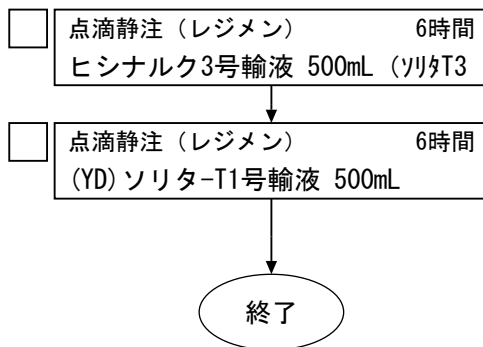 点滴静注（レジメン） 6時間
ヒシナルク3号輸液 500mL (ｿﾘﾀT3
点滴静注（レジメン） 6時間
(YD)ソリタ-T1号輸液 500mL
終了